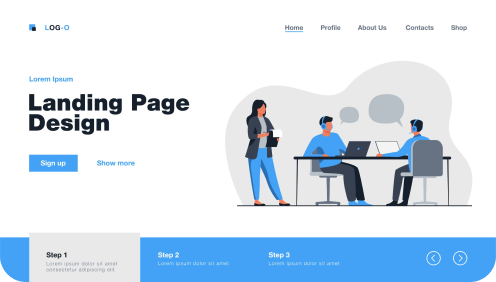 LOG-O
Home Profile About Us Contacts Shop
Lorem Ipsum
Landing Page
Design
Sign up Show more
Step 1
Lorem ipsum dolor sit amet
consectetur adipiscing elit
Step 2
Lorem ipsum dolor sit amet
Step 3
Lorem ipsum dolor sit amet